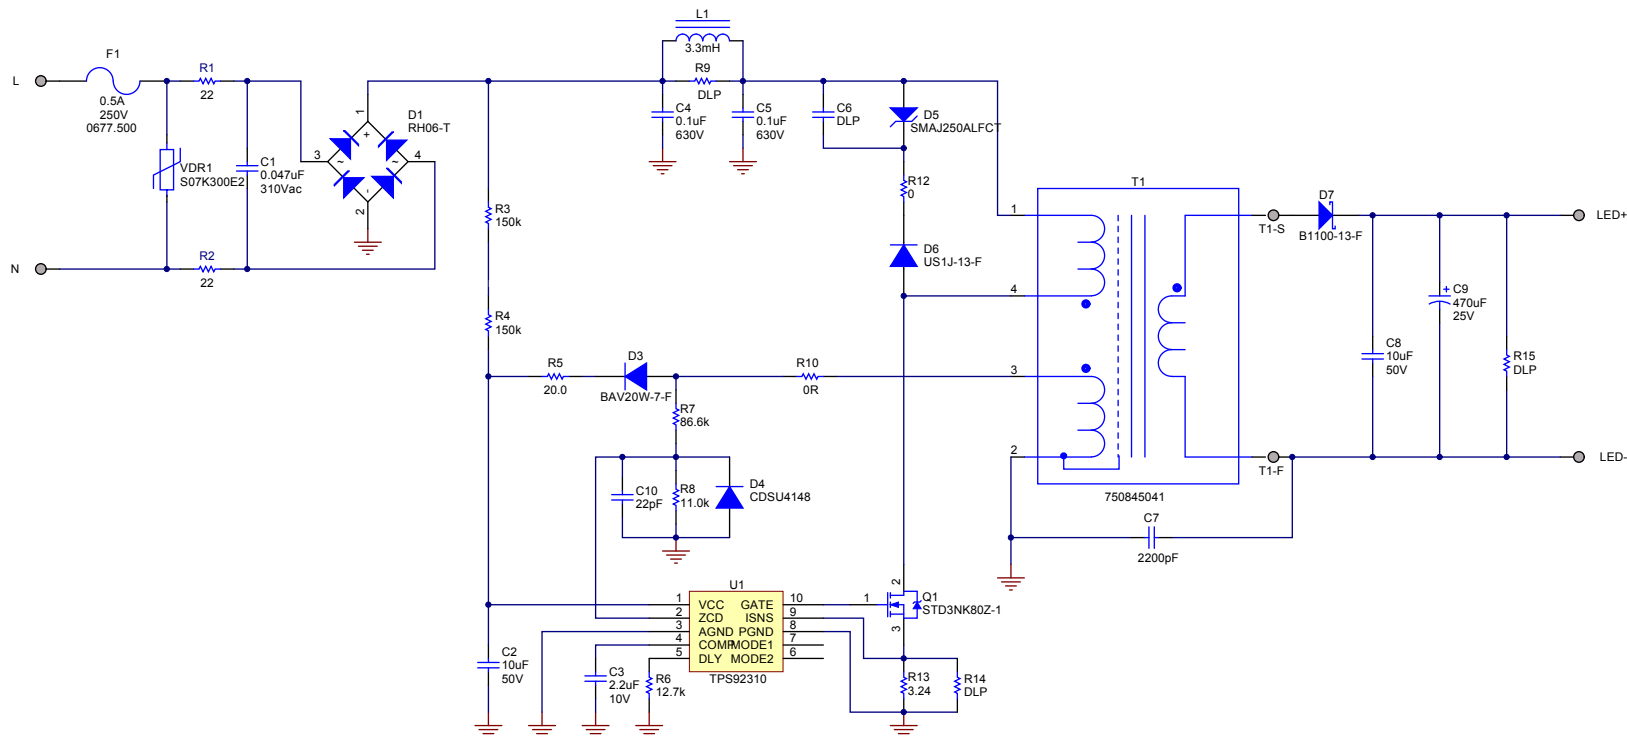 L
F1
0.5A
250V
0677.500
R1
22
VDR1
S07K300E2
C1
0.047uF
310Vac
N
R2
22
D1
RH06-T
1
3
4
2
+
~
~
-
R3
150k
R4
150k
L1
3.3mH
R9
DLP
C4
0.1uF
630V
C5
0.1uF
630V
C6
DLP
D5
SMAJ250ALFCT
R12
0
D6
US1J-13-F
R5
20.0
D3
BAV20W-7-F
R10
0R
R7
86.6k
C10
22pF
R8
11.0k
D4
CDSU4148
T1
1
4
3
2
750845041
T1-S
T1-F
D7
B1100-13-F
C8
10uF
50V
+
C9
470uF
25V
R15
DLP
LED+
LED-
C7
2200pF
U1
1 VCC GATE 10
2 ZCD ISNS 9
3 AGND PGND 8
4 COMP MODE1 7
5 DLY MODE2 6
TPS92310
1
2
3
Q1
STD3NK80Z-1
C2
10uF
50V
C3
2.2uF
10V
R6
12.7k
R13
3.24
R14
DLP